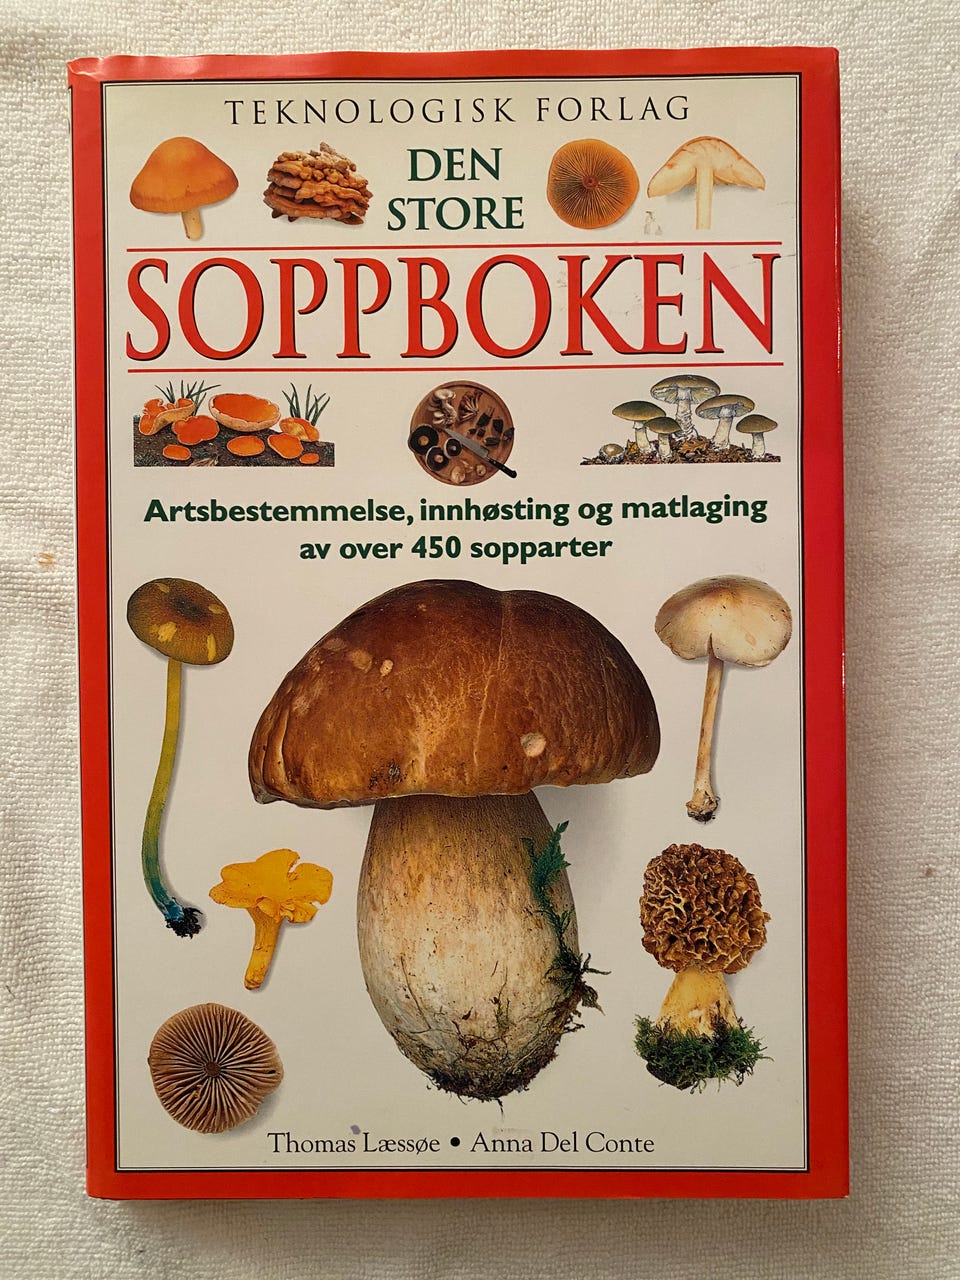 TEKNOLOGISK FORLAG
DEN
STORE
SOPPBOKEN
Artsbestemmelse, innhøsting og matlaging
av over 450 sopparter
Thomas Læssøe • Anna Del Conte